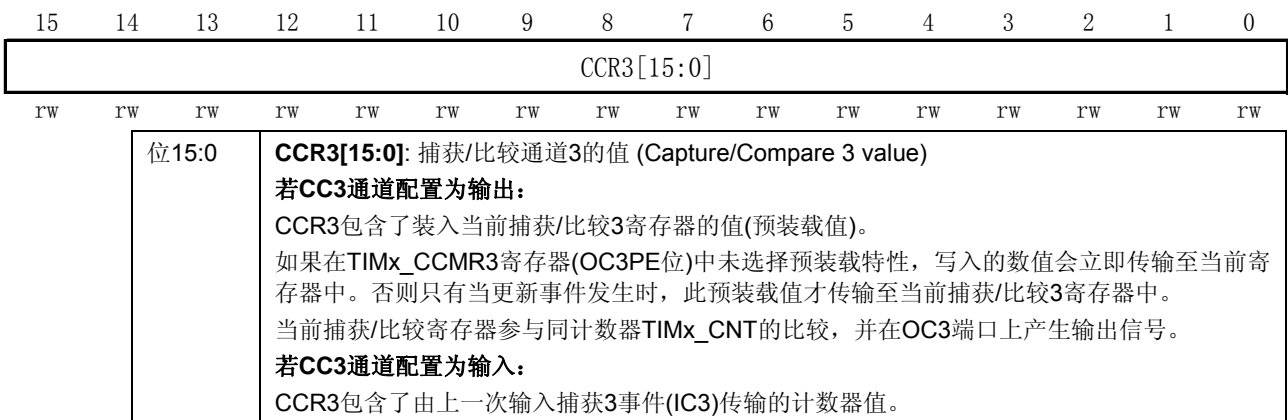 15 14 13 12 11 10 9 8 7 6 5 4 3 2 1 0
CCR3[15:0]
rw rw rw rw rw rw rw rw rw rw rw rw rw rw rw rw
位15:0 CCR3[15:0]: 捕获/比较通道3的值 (Capture/Compare 3 value)
若CC3通道配置为输出：
CCR3包含了装入当前捕获/比较3寄存器的值(预装载值)。
如果在TIMx_CCMR3寄存器(OC3PE位)中未选择预装载特性，写入的数值会立即传输至当前寄
存器中。否则只有当更新事件发生时，此预装载值才传输至当前捕获/比较3寄存器中。
当前捕获/比较寄存器参与同计数器TIMx_CNT的比较，并在OC3端口上产生输出信号。
若CC3通道配置为输入：
CCR3包含了由上一次输入捕获3事件(IC3)传输的计数器值。